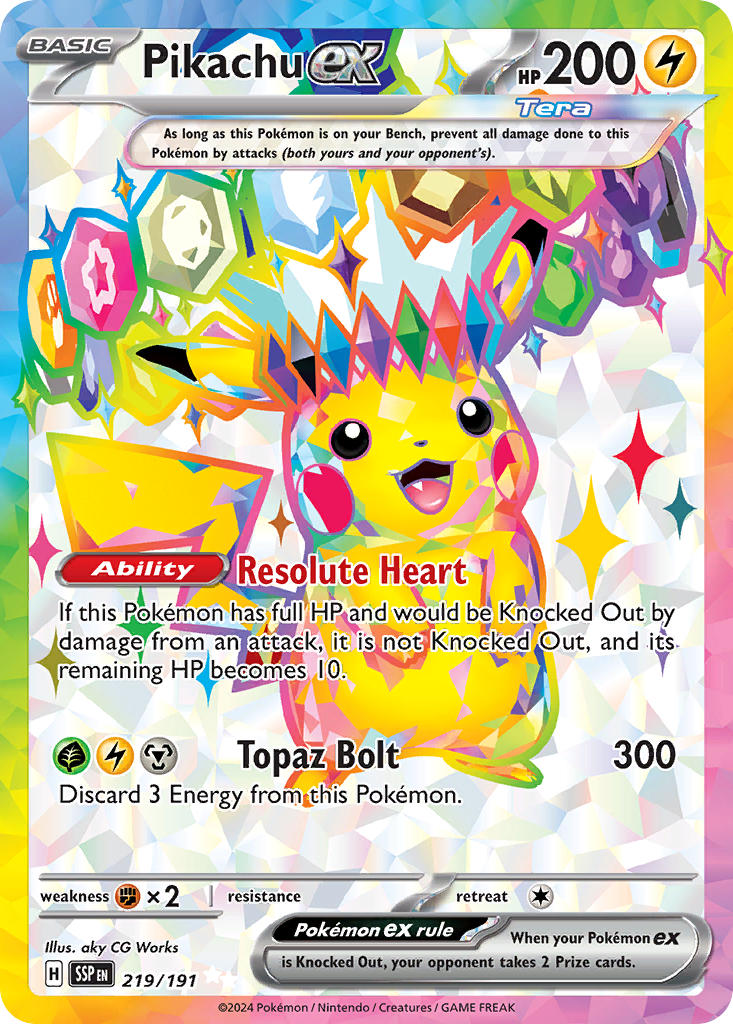 BASIC Pikachu ex HP 200
Tera
As long as this Pokémon is on your Bench, prevent all damage done to this
Pokémon by attacks (both yours and your opponent's).
Ability Resolute Heart
If this Pokémon has full HP and would be Knocked Out by
damage from an attack, it is not Knocked Out, and its
remaining HP becomes 10.
Topaz Bolt 300
Discard 3 Energy from this Pokémon.
weakness ×2 resistance retreat
Illus. aky CG Works
Pokémon ex rule When your Pokémon ex
is Knocked Out, your opponent takes 2 Prize cards.
H SSP EN 219/191
©2024 Pokémon / Nintendo / Creatures / GAME FREAK